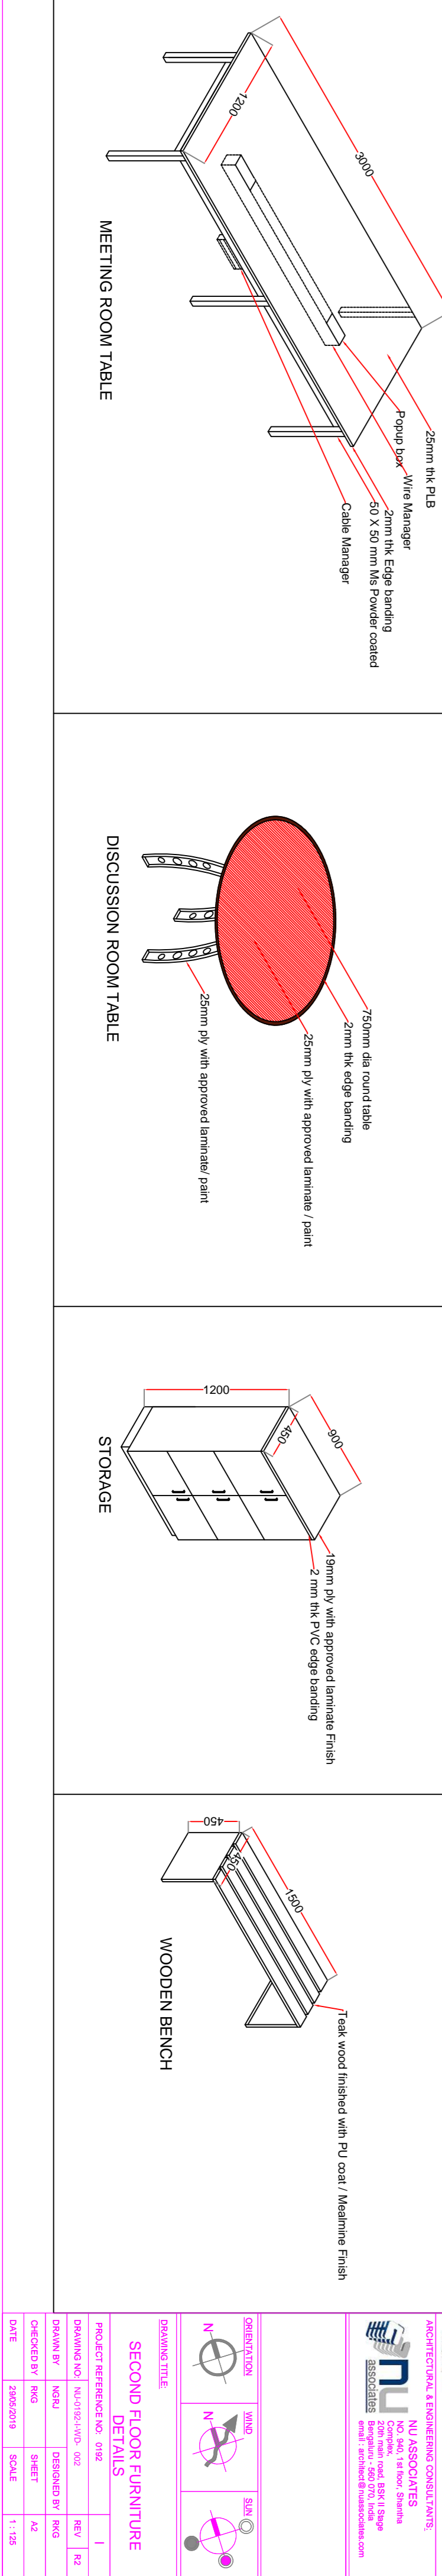 3000
1200
25mm thk PLB
Popup box
Wire Manager
2mm thk Edge banding
50 X 50 mm Ms Powder coated
Cable Manager
MEETING ROOM TABLE
750mm dia round table
2mm thk edge banding
25mm ply with approved laminate / paint
25mm ply with approved laminate/ paint
DISCUSSION ROOM TABLE
900
450
1200
19mm ply with approved laminate Finish
2 mm thk PVC edge banding
STORAGE
1500
450
450
Teak wood finished with PU coat / Mealmine Finish
WOODEN BENCH
ARCHITECTURAL & ENGINEERING CONSULTANTS:
nu
associates
NU ASSOCIATES
NO. 940, 1st floor, Shantha
Complex,
20th main road, BSK II Stage
Bengaluru - 560 070, India
email : architect@nuassociates.com
ORIENTATION
WIND
SUN
N
N
DRAWING TITLE:
SECOND FLOOR FURNITURE
DETAILS
PROJECT REFERENCE NO: 0192
I
DRAWING NO: NU-0192-I-WD- 002
REV
R2
DRAWN BY
NGBJ
DESIGNED BY
RKG
CHECKED BY
RKG
SHEET
A2
DATE
29/05/2019
SCALE
1 : 125